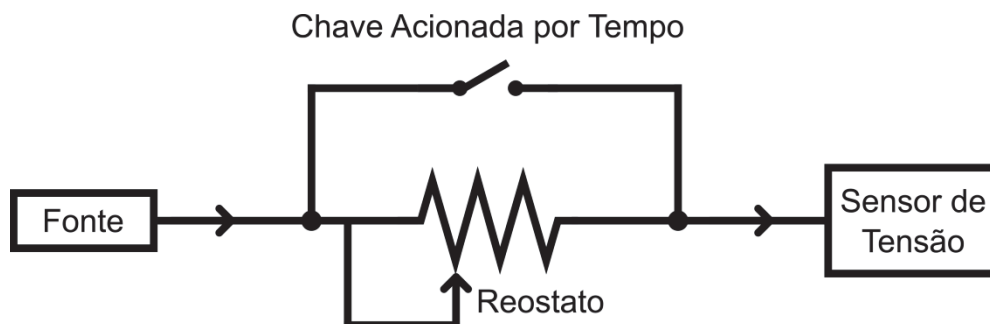 Chave Acionada por Tempo
Fonte
Sensor de
Tensão
Reostato